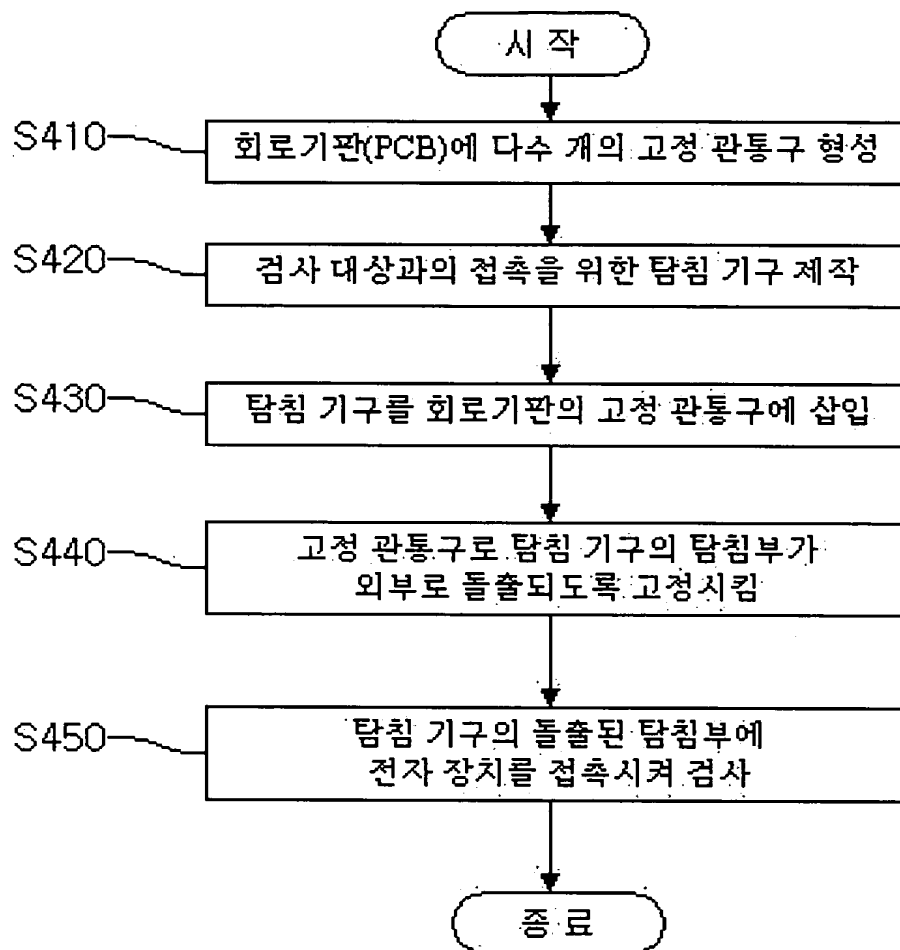 시 작
S410
회로기판(PCB)에 다수 개의 고정 관통구 형성
S420
검사 대상과의 접촉을 위한 탐침 기구 제작
S430
탐침 기구를 회로기판의 고정 관통구에 삽입
S440
고정 관통구로 탐침 기구의 탐침부가
외부로 돌출되도록 고정시킴
S450
탐침 기구의 돌출된 탐침부에
전자 장치를 접촉시켜 검사
종 료